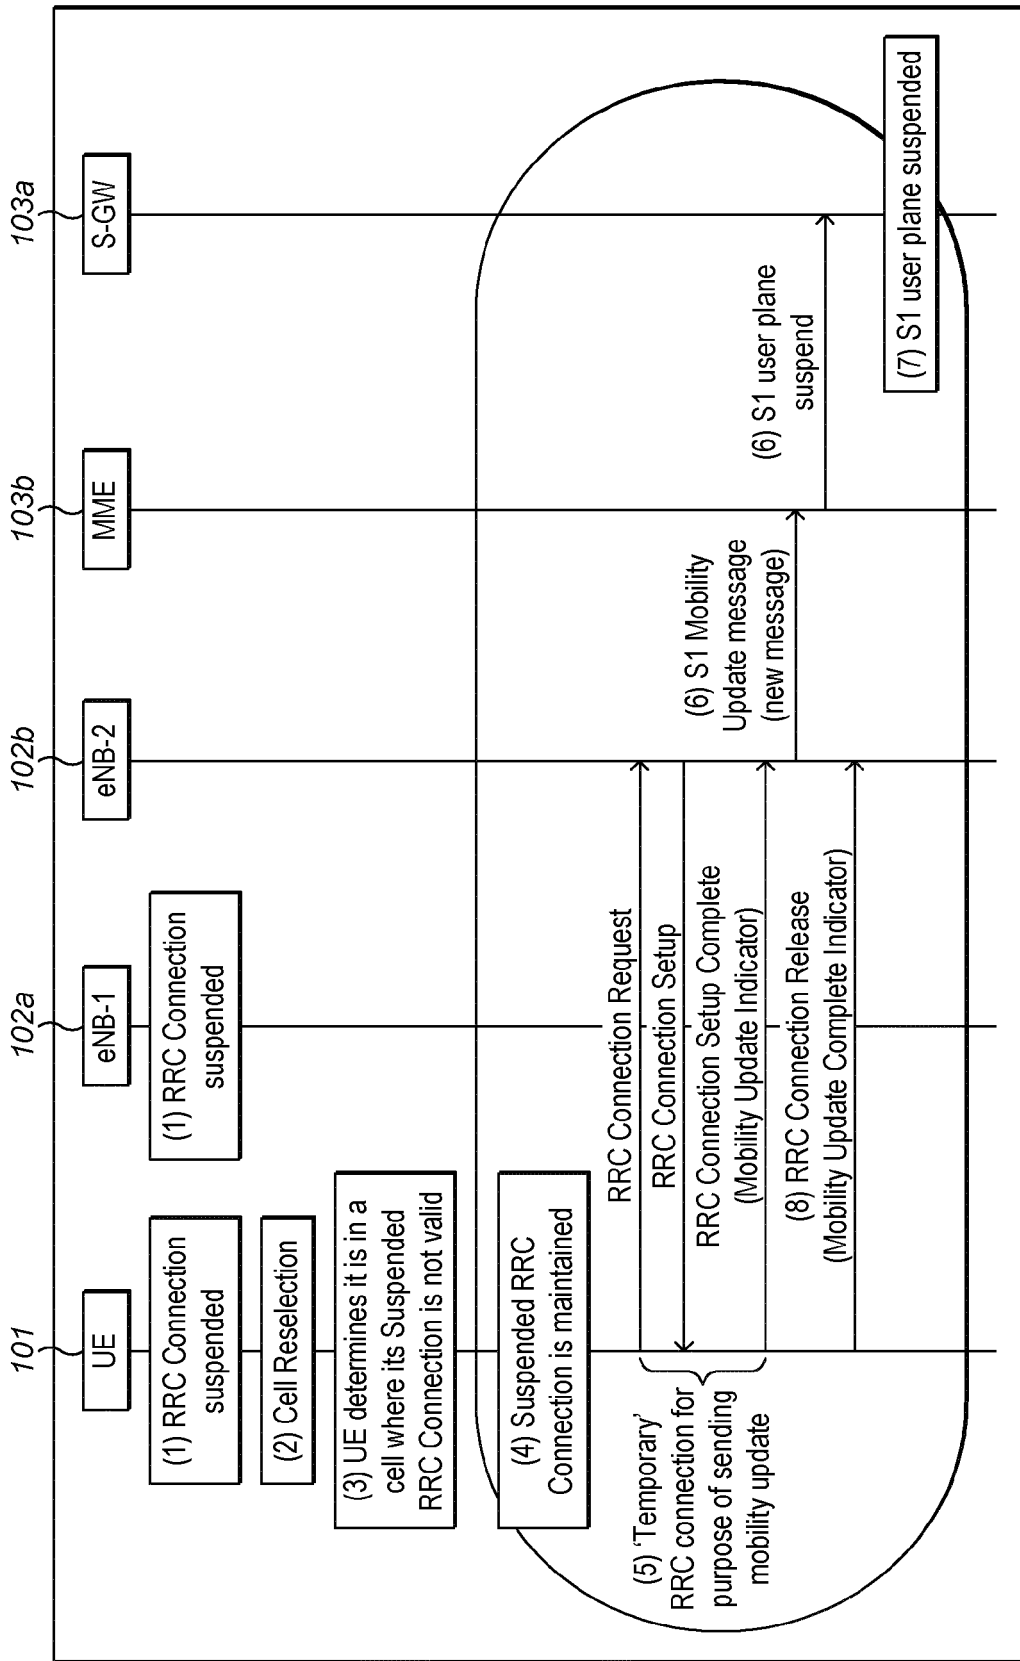 101
102a
102b
103b
103a
UE
eNB-1
eNB-2
MME
S-GW
(1) RRC Connection
suspended
(1) RRC Connection
suspended
(2) Cell Reselection
(3) UE determines it is in a
cell where its Suspended
RRC Connection is not valid
(4) Suspended RRC
Connection is maintained
(5) ‘Temporary’
RRC connection for
purpose of sending
mobility update
RRC Connection Request
RRC Connection Setup
RRC Connection Setup Complete
(Mobility Update Indicator)
(6) S1 Mobility
Update message
(new message)
(6) S1 user plane
suspend
(7) S1 user plane suspended
(8) RRC Connection Release
(Mobility Update Complete Indicator)